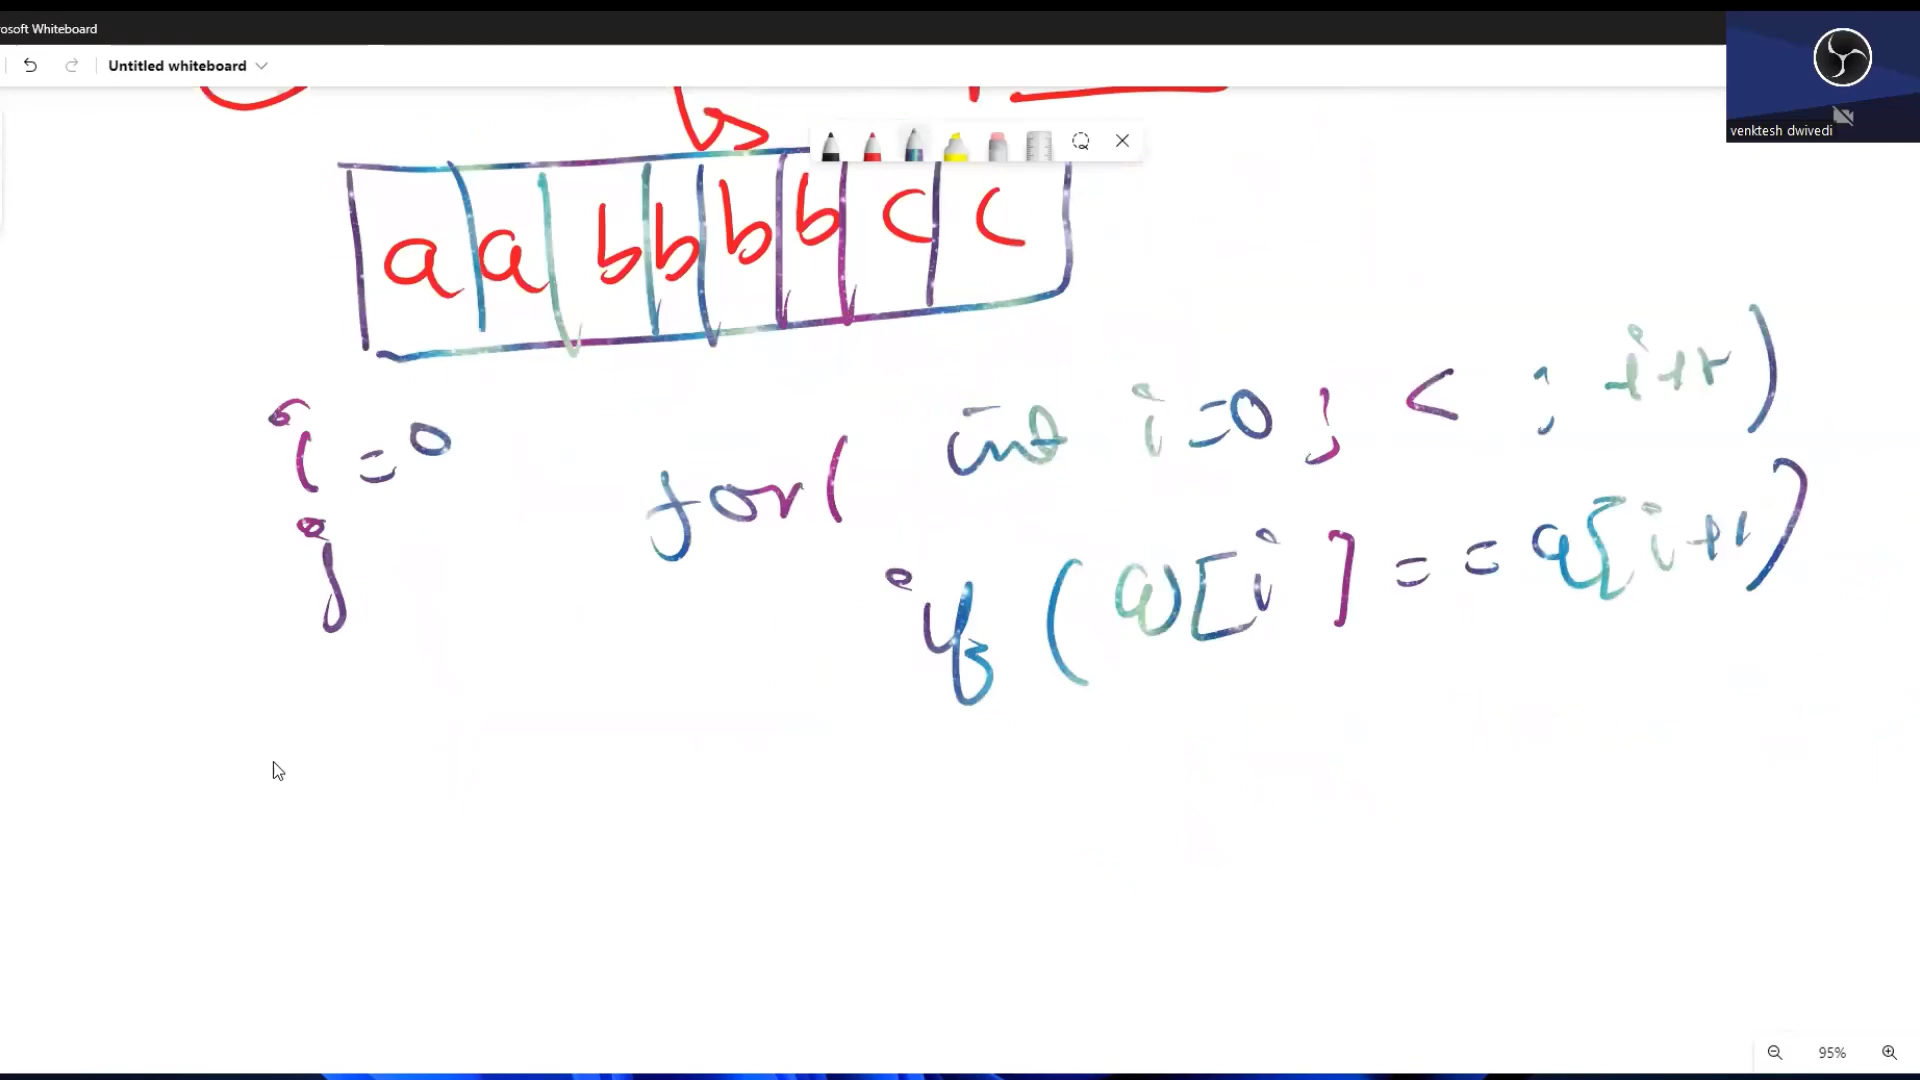 osoft Whiteboard
Untitled whiteboard
venktesh dwivedi
a a b b b b c c
i = 0
for( int i=0 ; < ; i++)
j
if ( a[i] == a[i+1)
95%